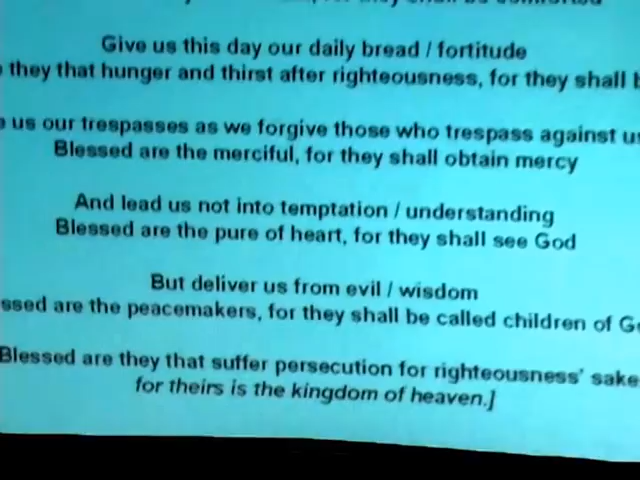 shall be comforted
Give us this day our daily bread / fortitude
they that hunger and thirst after righteousness, for they shall b
e us our trespasses as we forgive those who trespass against us
Blessed are the merciful, for they shall obtain mercy
And lead us not into temptation / understanding
Blessed are the pure of heart, for they shall see God
But deliver us from evil / wisdom
ssed are the peacemakers, for they shall be called children of Go
Blessed are they that suffer persecution for righteousness' sake
for theirs is the kingdom of heaven.]